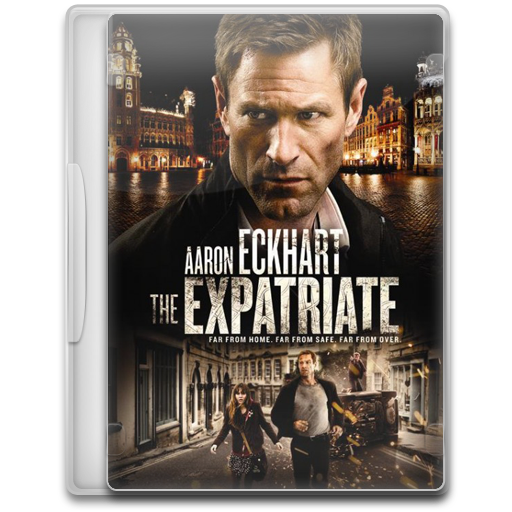 AARON ECKHART
THE EXPATRIATE
FAR FROM HOME. FAR FROM SAFE. FAR FROM OVER.